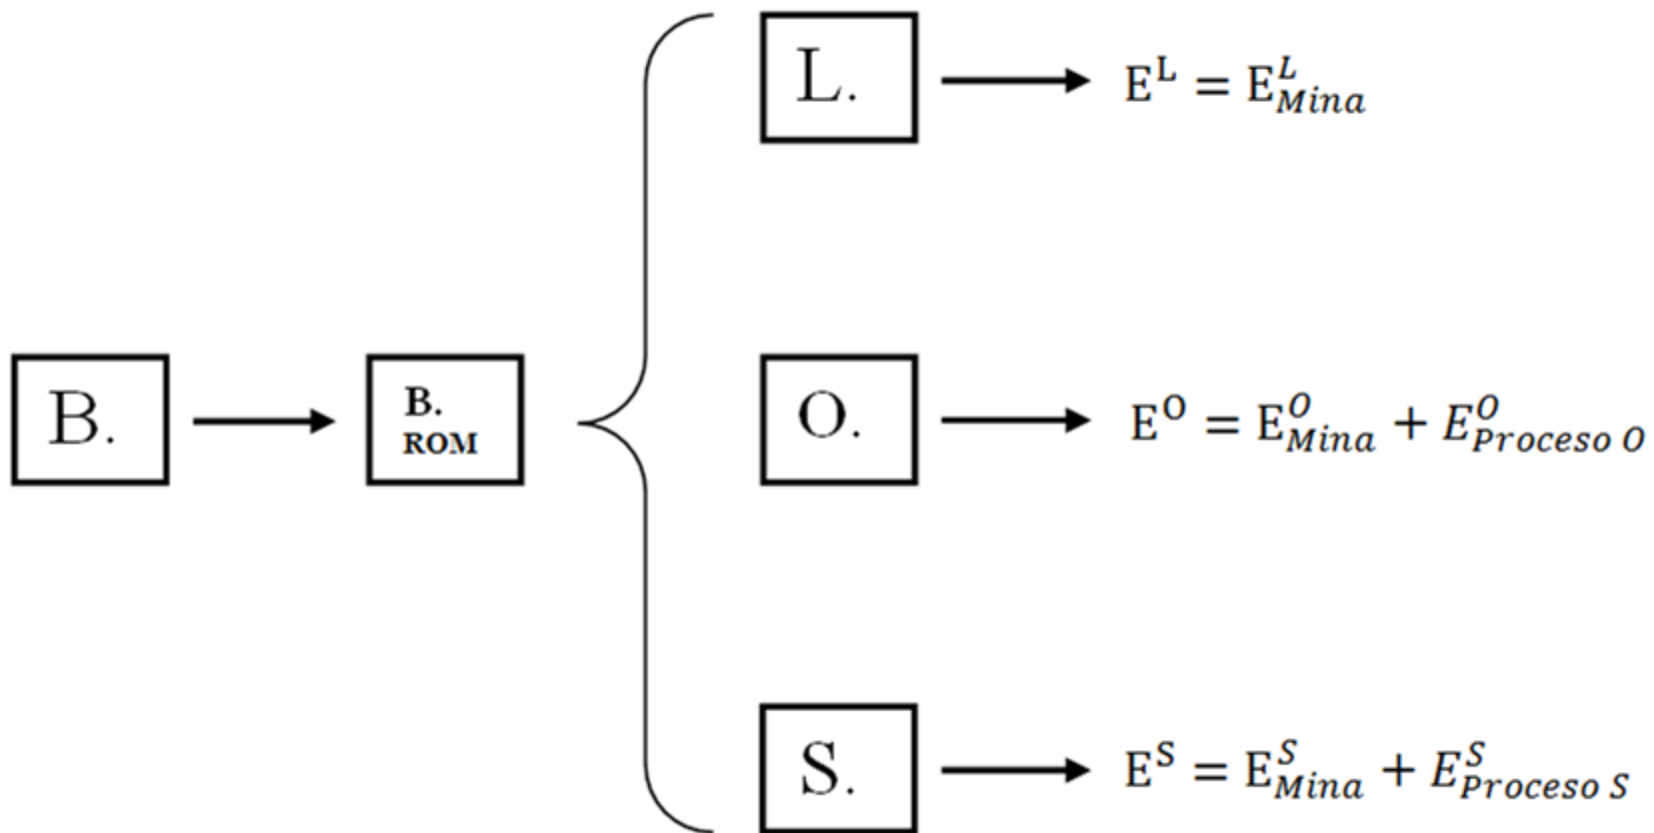 L.
E^L = E^L_Mina
B.
B.
ROM
O.
E^O = E^O_Mina + E^O_Proceso O
S.
E^S = E^S_Mina + E^S_Proceso S